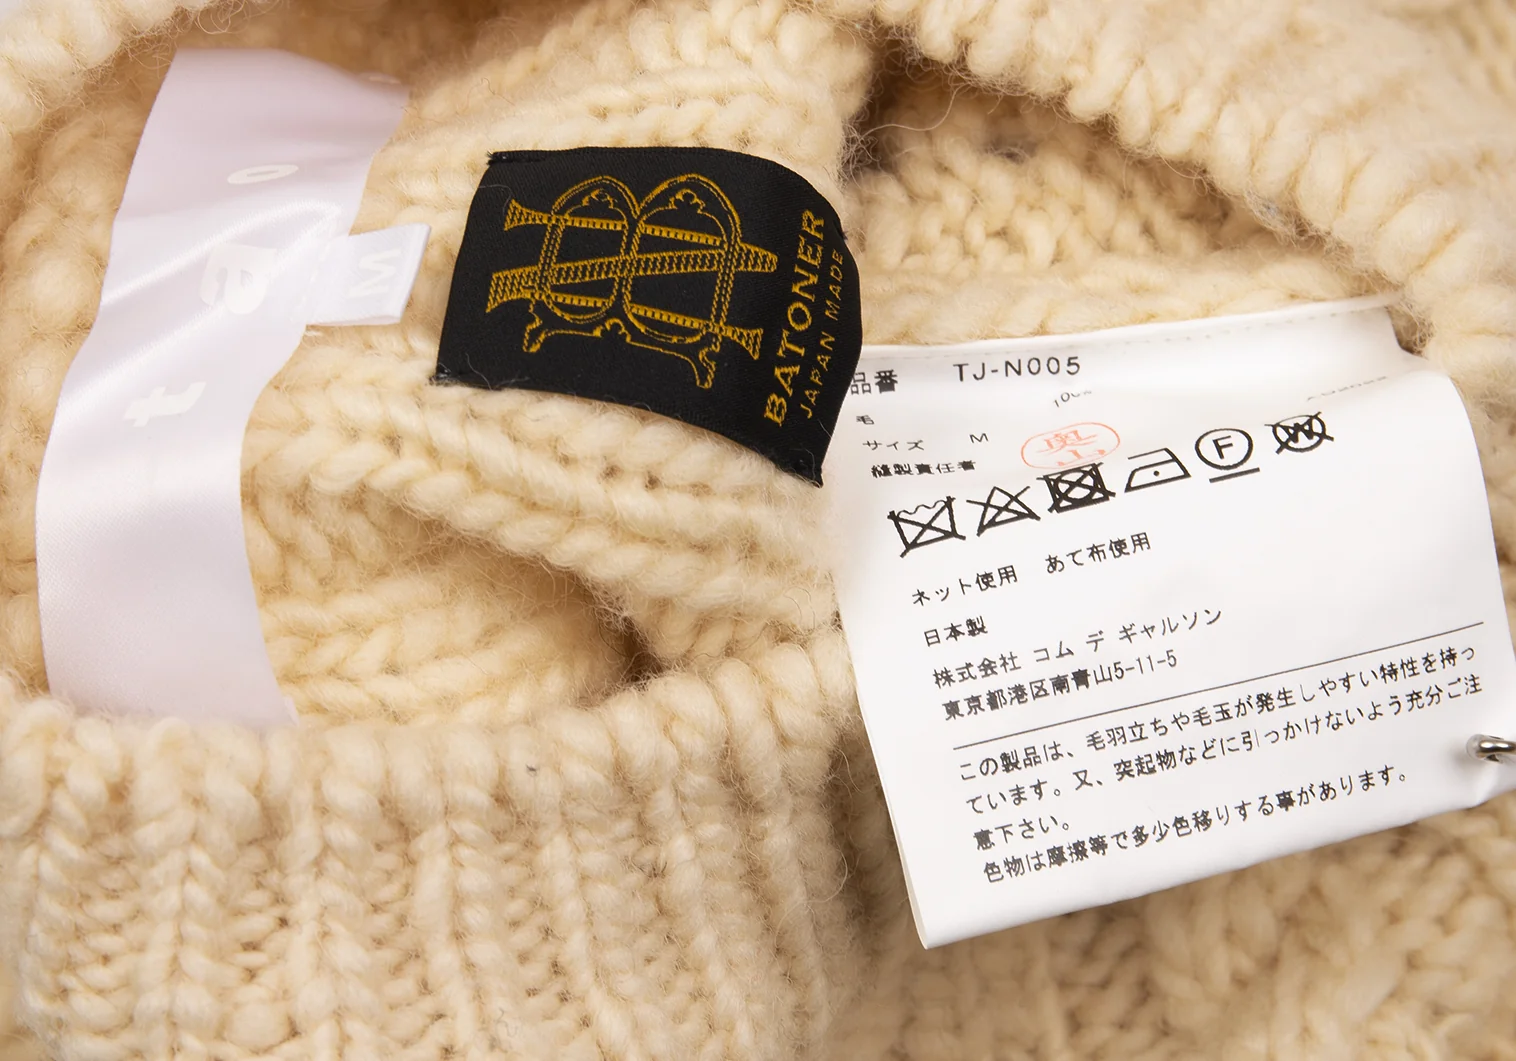 o
a
t
M
BATONER
JAPAN MADE
品番 TJ-N005
毛 100%
サイズ M
縫製責任者 奥山
F
W
ネット使用 あて布使用
日本製
株式会社 コム デ ギャルソン
東京都港区南青山5-11-5
この製品は、毛羽立ちや毛玉が発生しやすい特性を持っ
ています。又、突起物などに引っかけないよう充分ご注
意下さい。
色物は摩擦等で多少色移りする事があります。